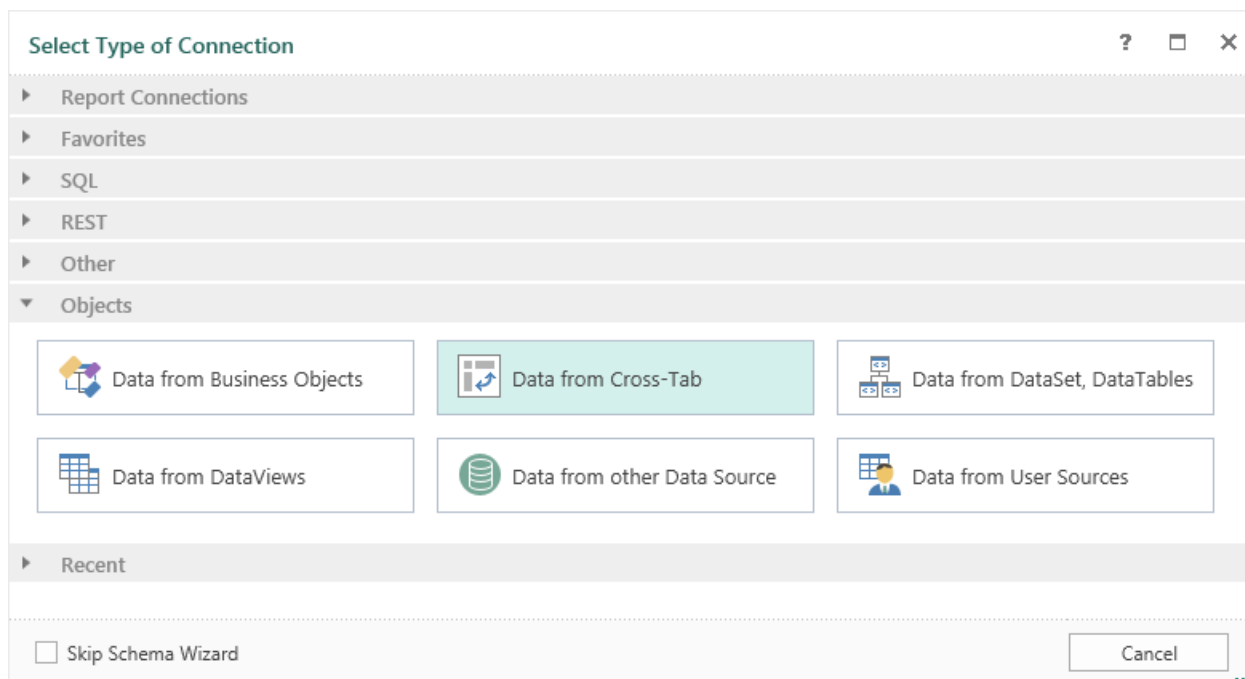 Select Type of Connection ?
Report Connections
Favorites
SQL
REST
Other
Objects
Data from Business Objects
Data from Cross-Tab
Data from DataSet, DataTables
Data from DataViews
Data from other Data Source
Data from User Sources
Recent
Skip Schema Wizard
Cancel